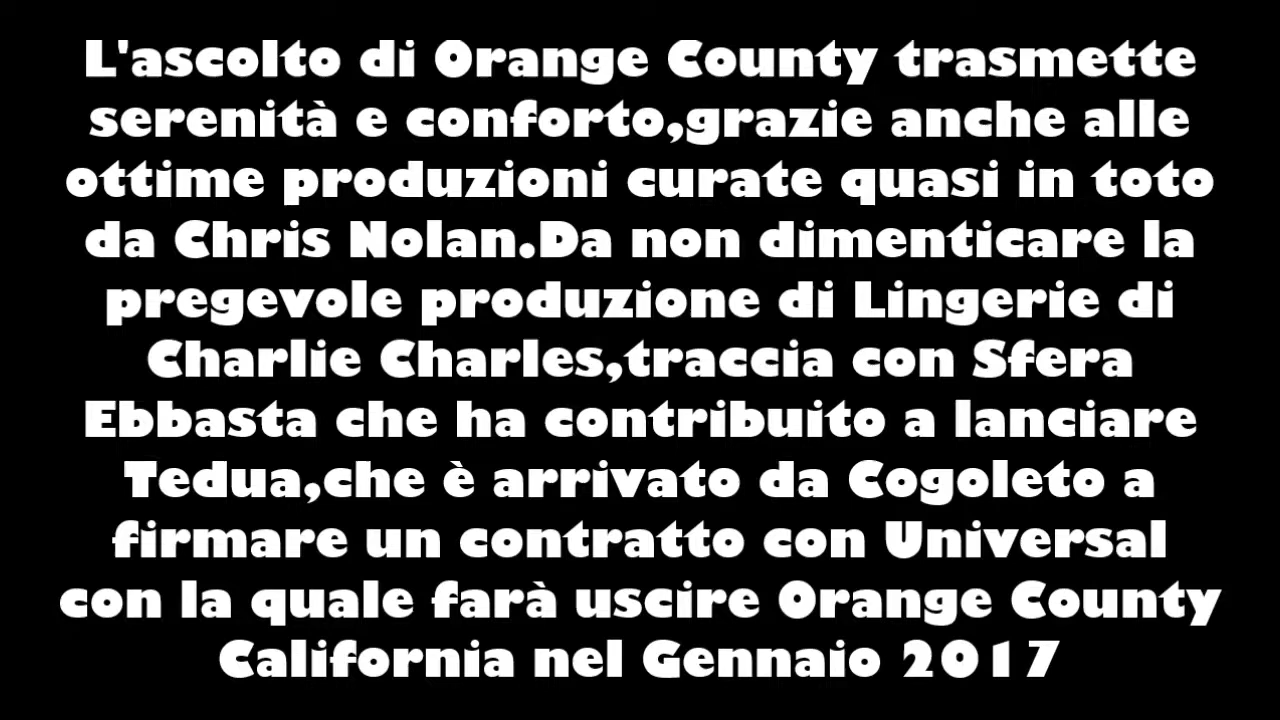 L'ascolto di Orange County trasmette
serenità e conforto,grazie anche alle
ottime produzioni curate quasi in toto
da Chris Nolan.Da non dimenticare la
pregevole produzione di Lingerie di
Charlie Charles,traccia con Sfera
Ebbasta che ha contribuito a lanciare
Tedua,che è arrivato da Cogoleto a
firmare un contratto con Universal
con la quale farà uscire Orange County
California nel Gennaio 2017